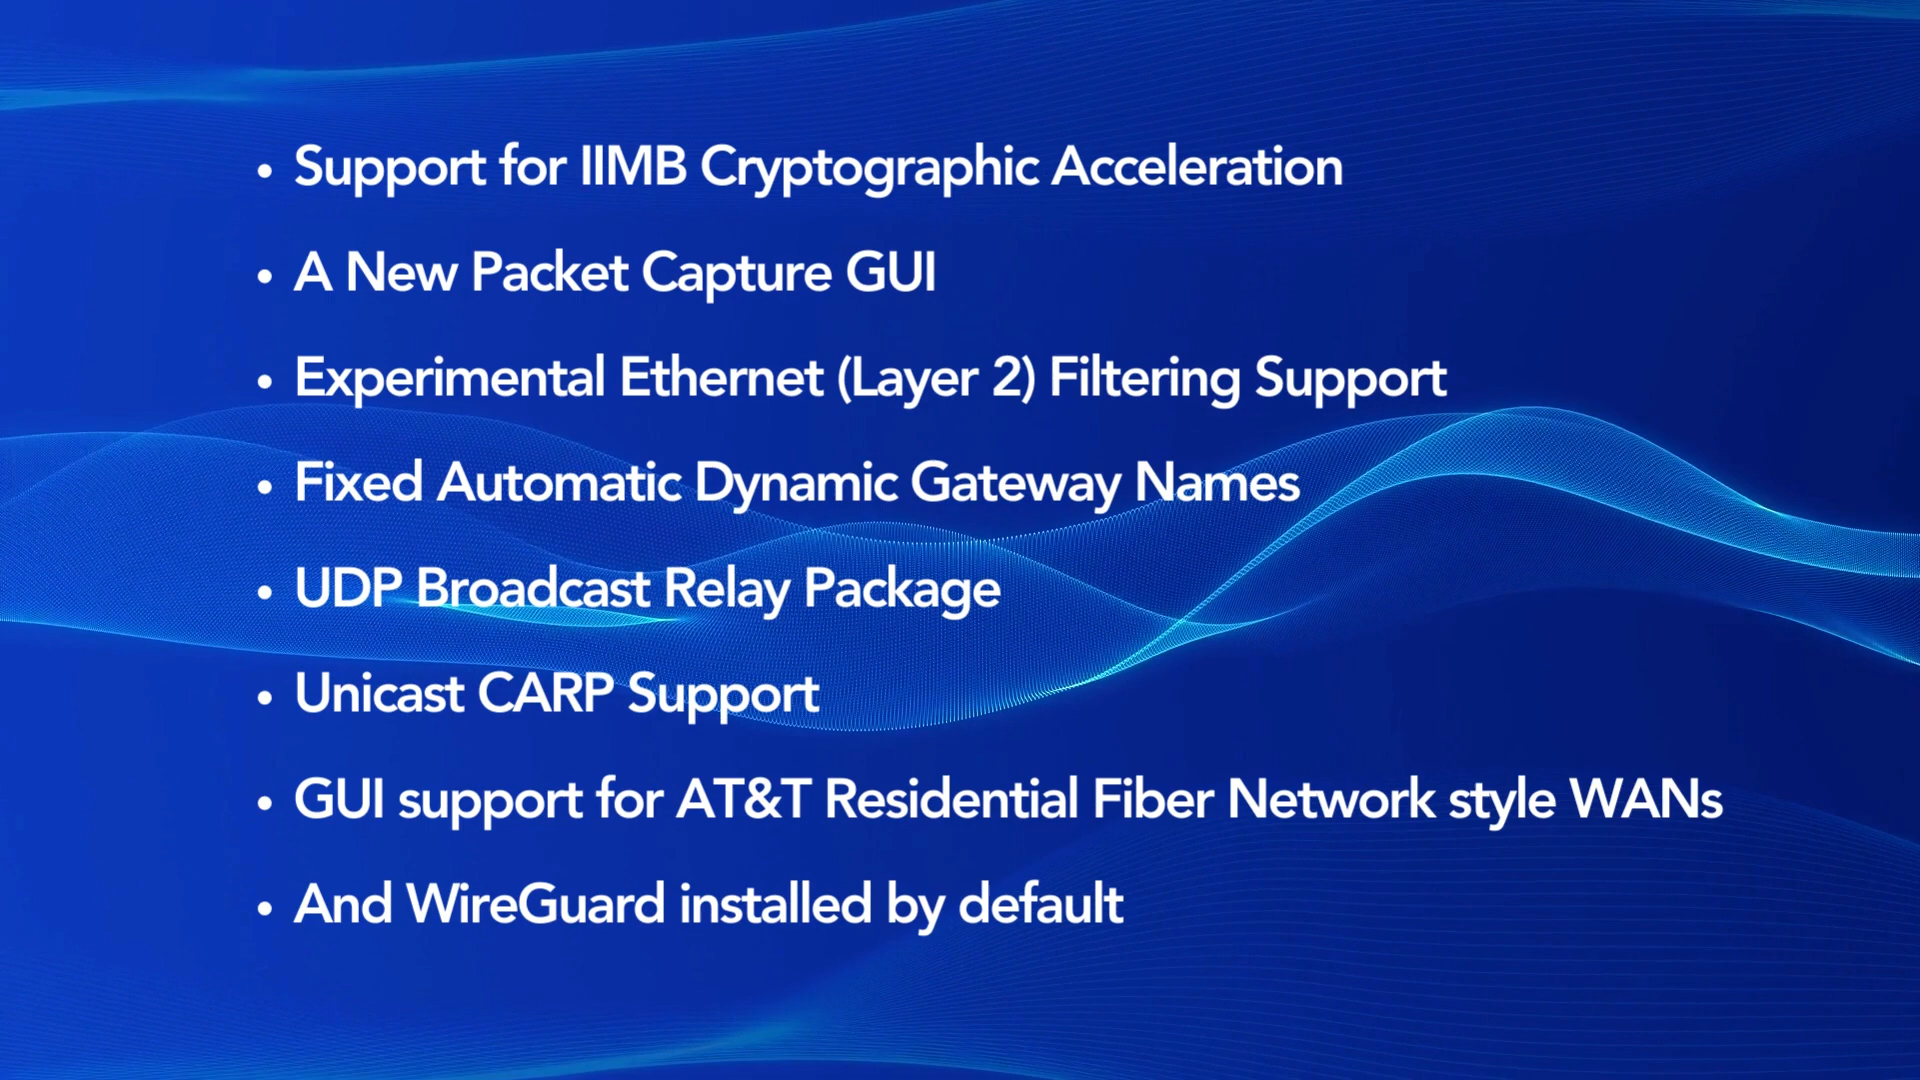 • Support for IIMB Cryptographic Acceleration
• A New Packet Capture GUI
• Experimental Ethernet (Layer 2) Filtering Support
• Fixed Automatic Dynamic Gateway Names
• UDP Broadcast Relay Package
• Unicast CARP Support
• GUI support for AT&T Residential Fiber Network style WANs
• And WireGuard installed by default